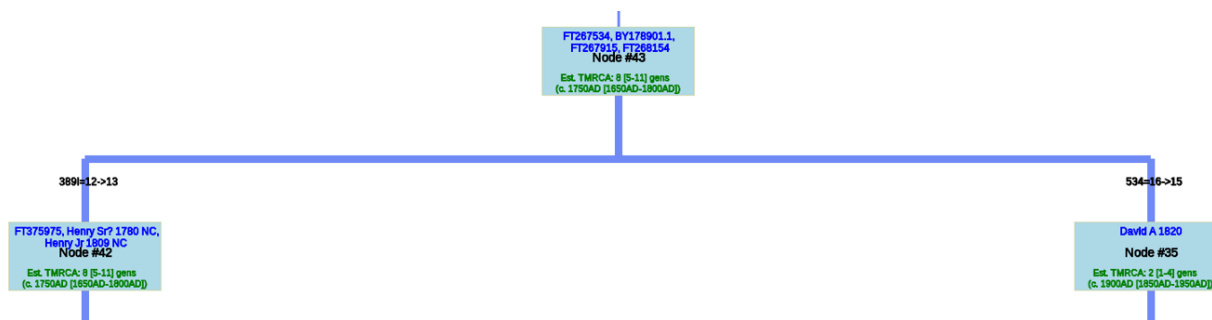 FT267534, BY178901.1,
FT267915, FT268154
Node #43
Est. TMRCA: 8 [5-11] gens
(c. 1750AD [1650AD-1800AD])
389i=12->13
534=16->15
FT375975, Henry Sr? 1780 NC,
Henry Jr 1809 NC
Node #42
Est. TMRCA: 8 [5-11] gens
(c. 1750AD [1650AD-1800AD])
David A 1820
Node #35
Est. TMRCA: 2 [1-4] gens
(c. 1900AD [1850AD-1950AD])